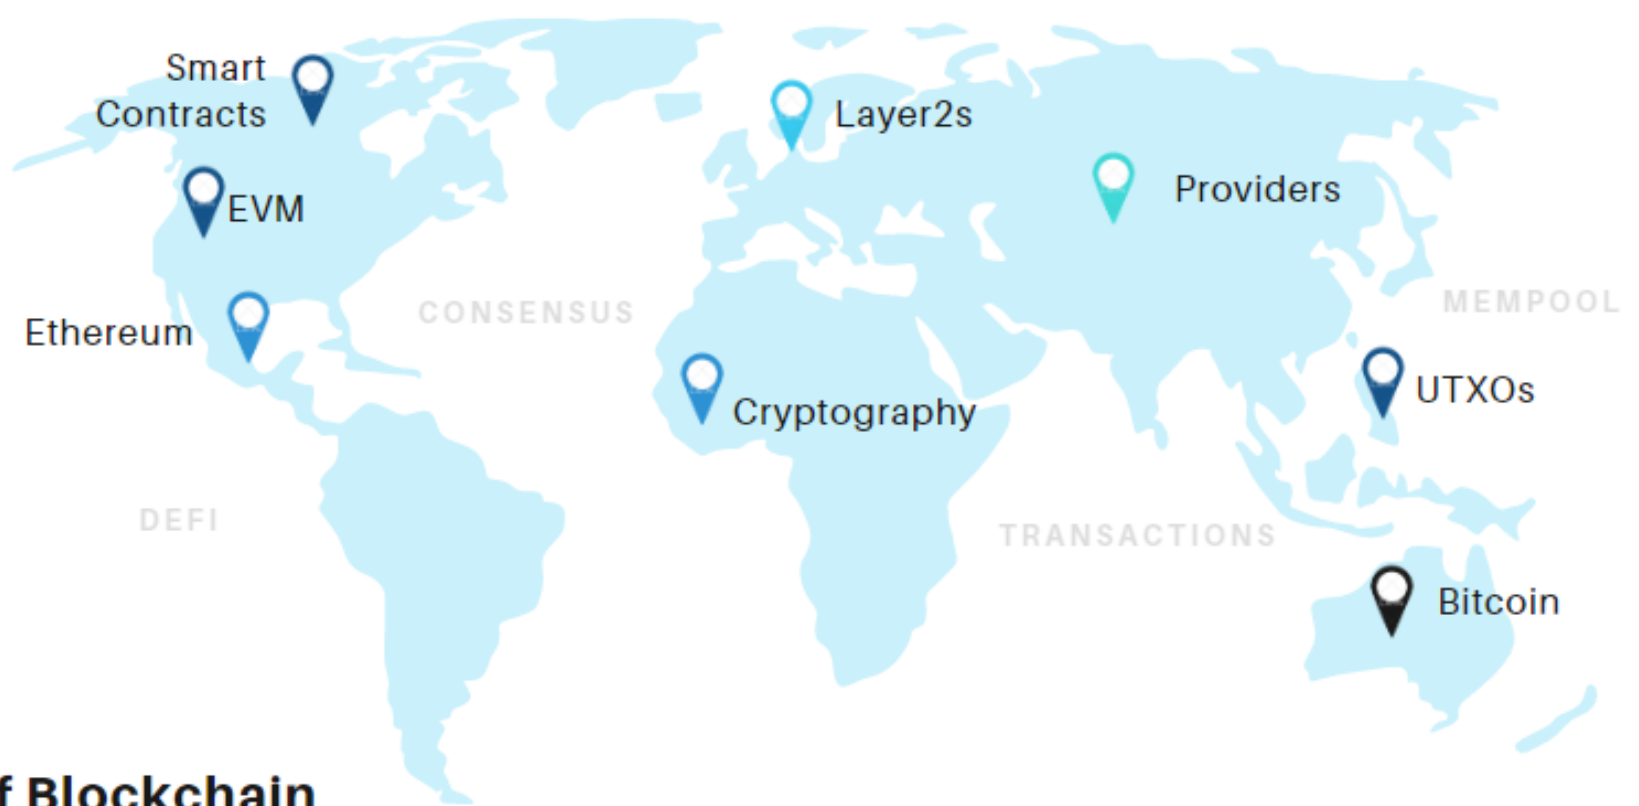 Smart
Contracts
Layer2s
Providers
EVM
CONSENSUS
MEMPOOL
Ethereum
UTXOs
Cryptography
DEFI
TRANSACTIONS
Bitcoin
f Blockchain